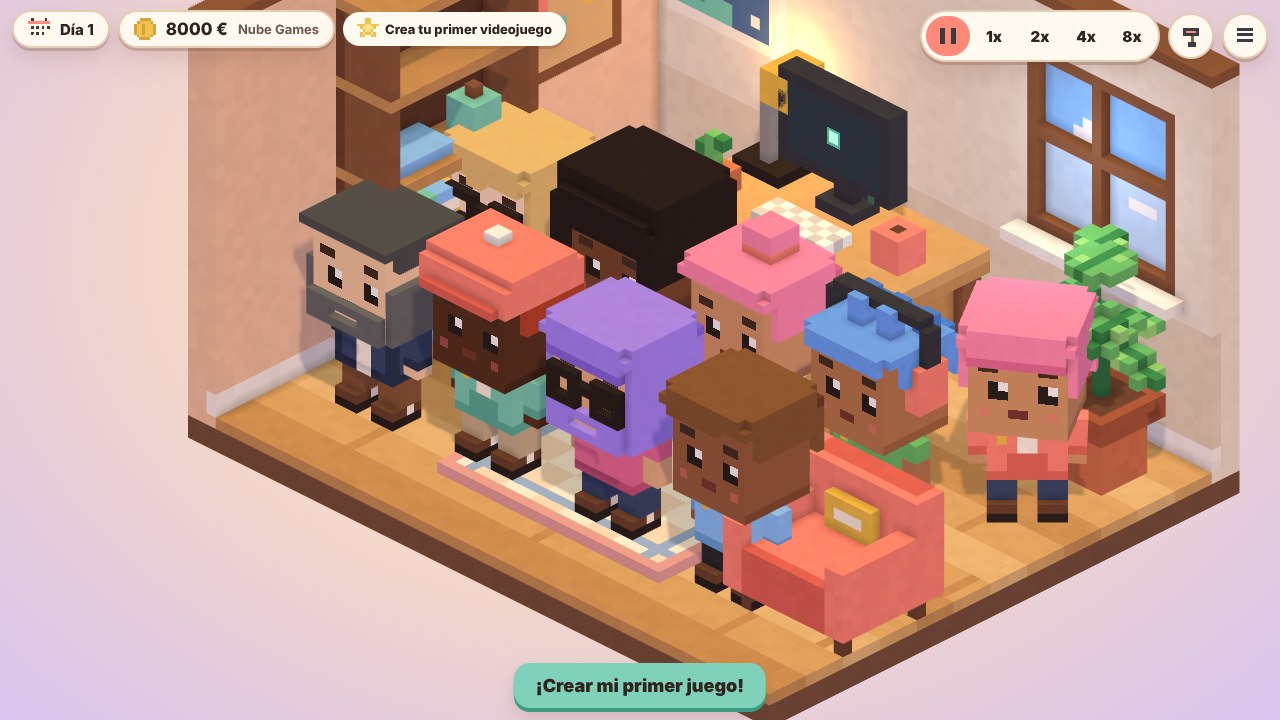 Día 1
8000 € Nube Games
Crea tu primer videojuego
1x 2x 4x 8x
¡Crear mi primer juego!